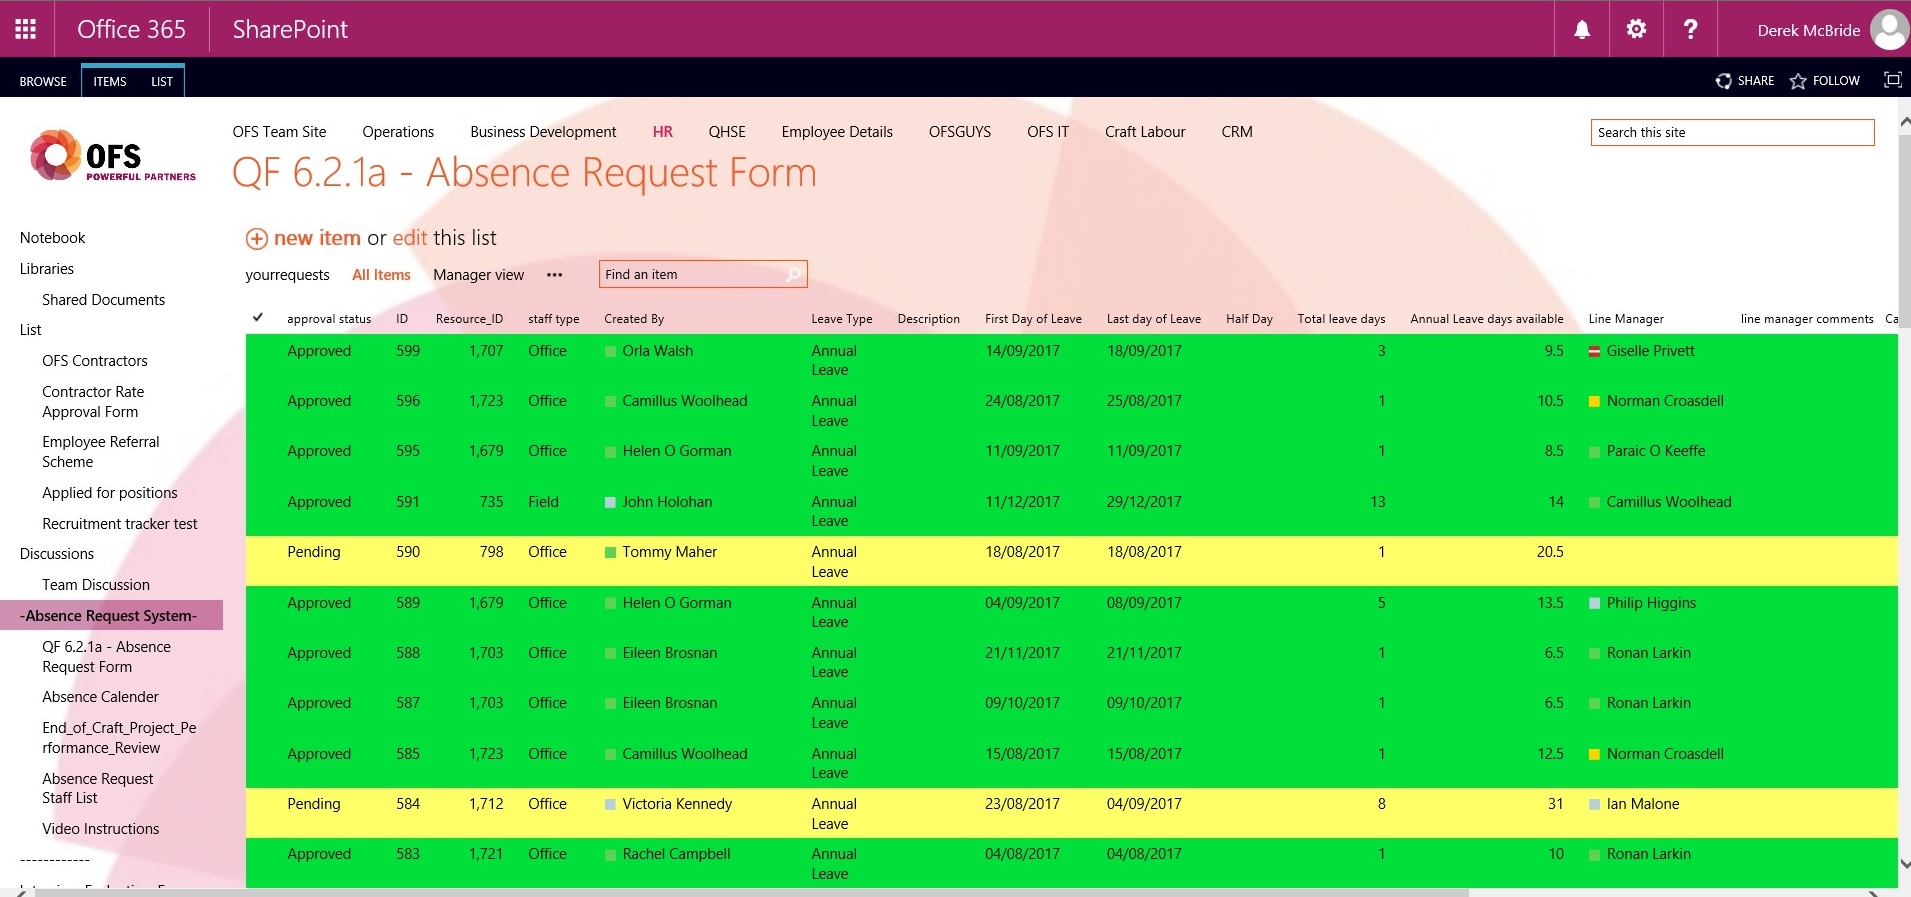 Office 365 SharePoint Derek McBride
BROWSE ITEMS LIST SHARE FOLLOW
OFS
POWERFUL PARTNERS
OFS Team Site Operations Business Development HR QHSE Employee Details OFSGUYS OFS IT Craft Labour CRM
Search this site
QF 6.2.1a - Absence Request Form
new item or edit this list
yourrequests All Items Manager view ••• Find an item
Notebook
Libraries
Shared Documents
List
OFS Contractors
Contractor Rate
Approval Form
Employee Referral
Scheme
Applied for positions
Recruitment tracker test
Discussions
Team Discussion
-Absence Request System-
QF 6.2.1a - Absence
Request Form
Absence Calender
End_of_Craft_Project_Pe
rformance_Review
Absence Request
Staff List
Video Instructions
------------
approval status ID Resource_ID staff type Created By Leave Type Description First Day of Leave Last day of Leave Half Day Total leave days Annual Leave days available Line Manager line manager comments Ca
Approved 599 1,707 Office Orla Walsh Annual 14/09/2017 18/09/2017 3 9.5 Giselle Privett
Leave
Approved 596 1,723 Office Camillus Woolhead Annual 24/08/2017 25/08/2017 1 10.5 Norman Croasdell
Leave
Approved 595 1,679 Office Helen O Gorman Annual 11/09/2017 11/09/2017 1 8.5 Paraic O Keeffe
Leave
Approved 591 735 Field John Holohan Annual 11/12/2017 29/12/2017 13 14 Camillus Woolhead
Leave
Pending 590 798 Office Tommy Maher Annual 18/08/2017 18/08/2017 1 20.5
Leave
Approved 589 1,679 Office Helen O Gorman Annual 04/09/2017 08/09/2017 5 13.5 Philip Higgins
Leave
Approved 588 1,703 Office Eileen Brosnan Annual 21/11/2017 21/11/2017 1 6.5 Ronan Larkin
Leave
Approved 587 1,703 Office Eileen Brosnan Annual 09/10/2017 09/10/2017 1 6.5 Ronan Larkin
Leave
Approved 585 1,723 Office Camillus Woolhead Annual 15/08/2017 15/08/2017 1 12.5 Norman Croasdell
Leave
Pending 584 1,712 Office Victoria Kennedy Annual 23/08/2017 04/09/2017 8 31 Ian Malone
Leave
Approved 583 1,721 Office Rachel Campbell Annual 04/08/2017 04/08/2017 1 10 Ronan Larkin
Leave